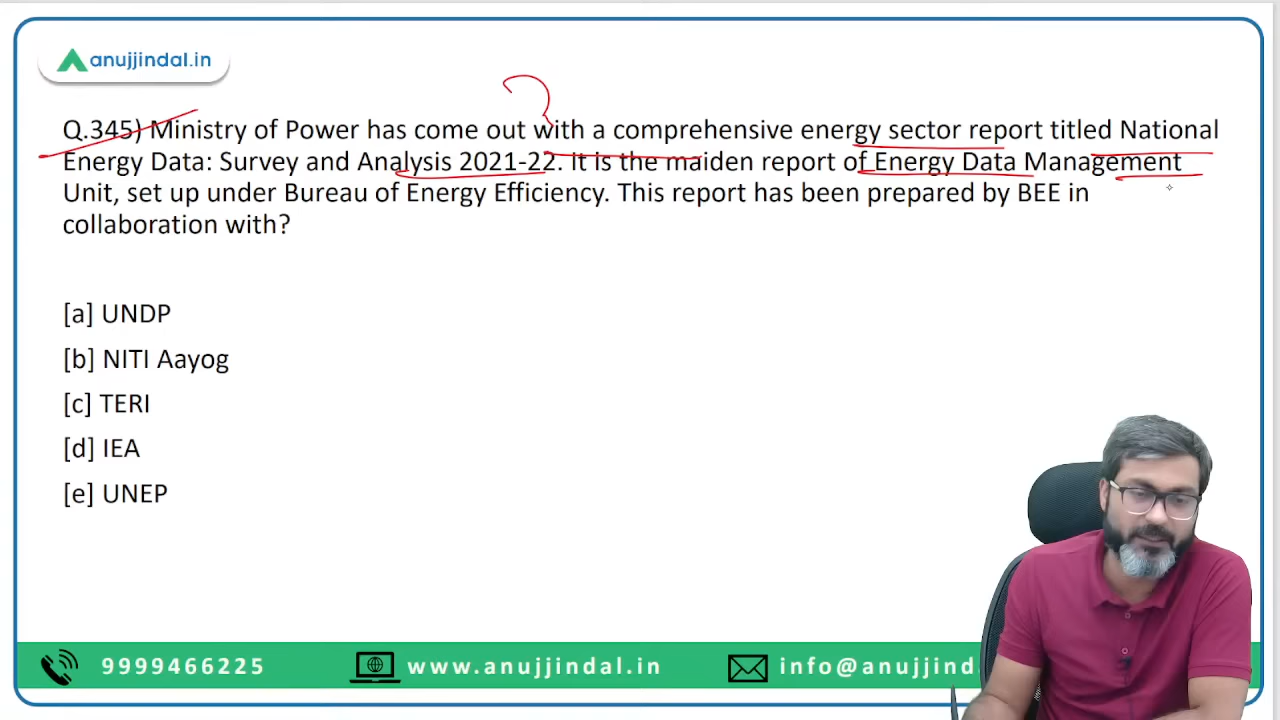 anujjindal.in
Q.345) Ministry of Power has come out with a comprehensive energy sector report titled National
Energy Data: Survey and Analysis 2021-22. It is the maiden report of Energy Data Management
Unit, set up under Bureau of Energy Efficiency. This report has been prepared by BEE in
collaboration with?
[a] UNDP
[b] NITI Aayog
[c] TERI
[d] IEA
[e] UNEP
9999466225 www.anujjindal.in info@anujjind